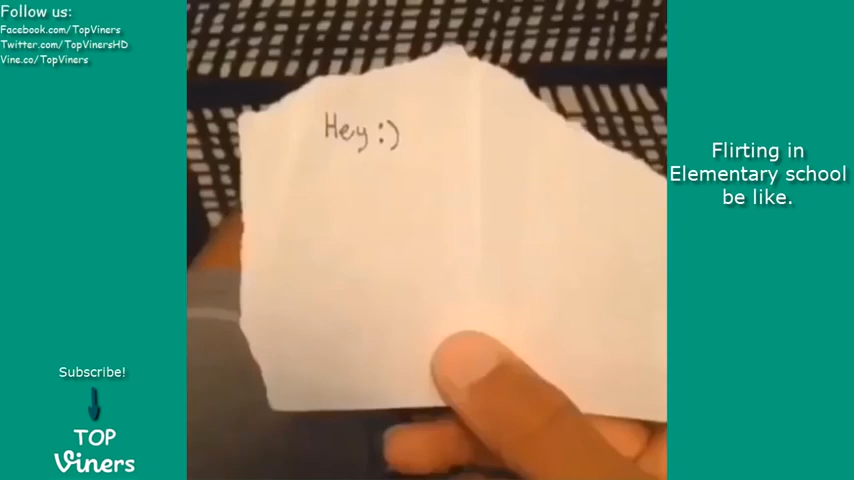 Follow us:
Facebook.com/TopViners
Twitter.com/TopVinersHD
Vine.co/TopViners
Hey :)
Flirting in
Elementary school
be like.
Subscribe!
TOP
Viners